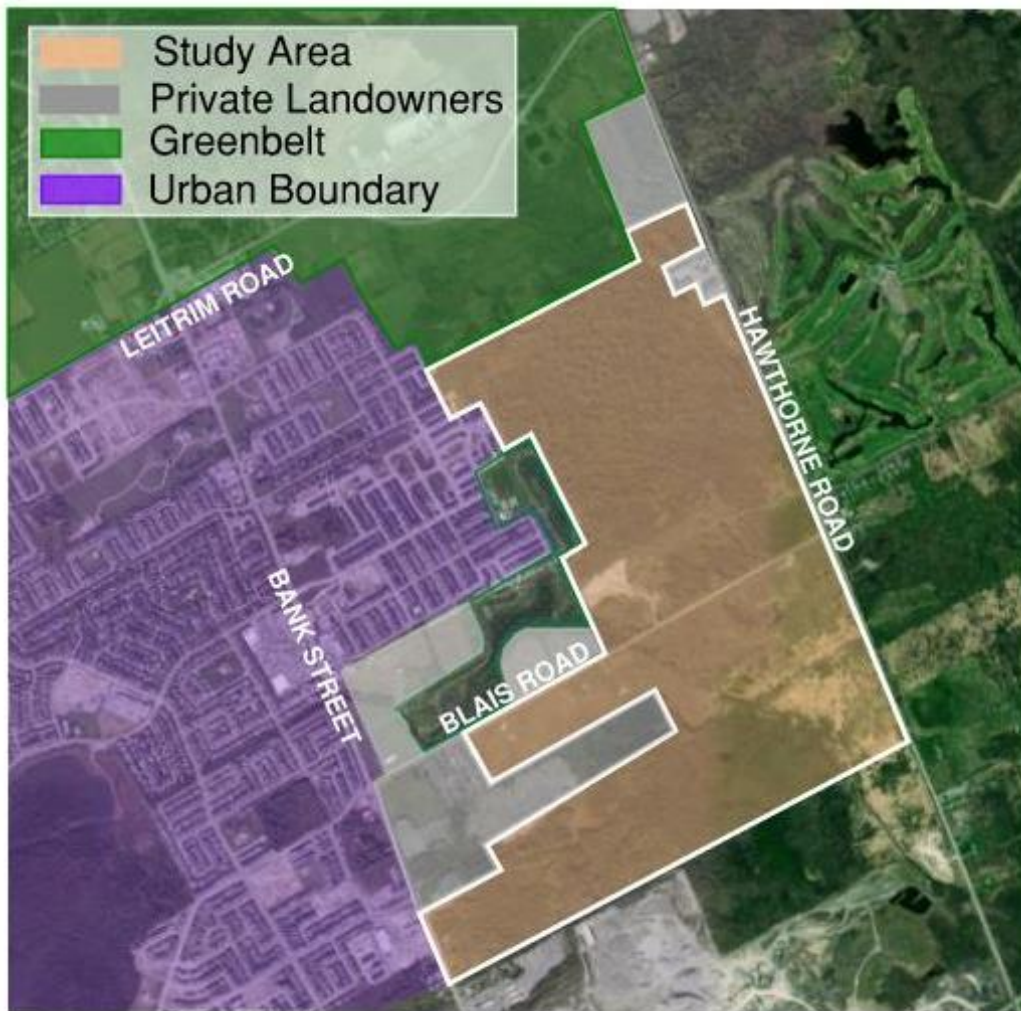 Study Area
Private Landowners
Greenbelt
Urban Boundary
LEITRIM ROAD
HAWTHORNE ROAD
BANK STREET
BLAIS ROAD